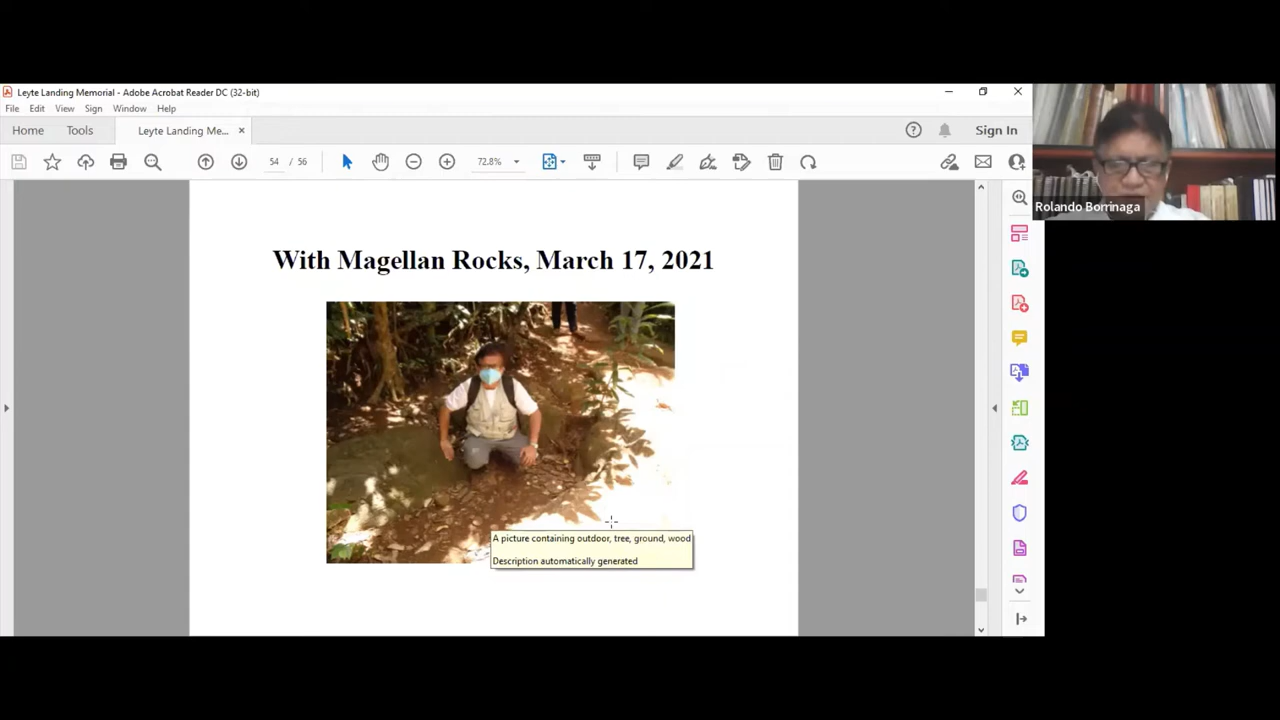 Leyte Landing Memorial - Adobe Acrobat Reader DC (32-bit)
File Edit View Sign Window Help
Home Tools Leyte Landing Me... Sign In
54 / 56 72.8%
Rolando Borrinaga
With Magellan Rocks, March 17, 2021
A picture containing outdoor, tree, ground, wood
Description automatically generated